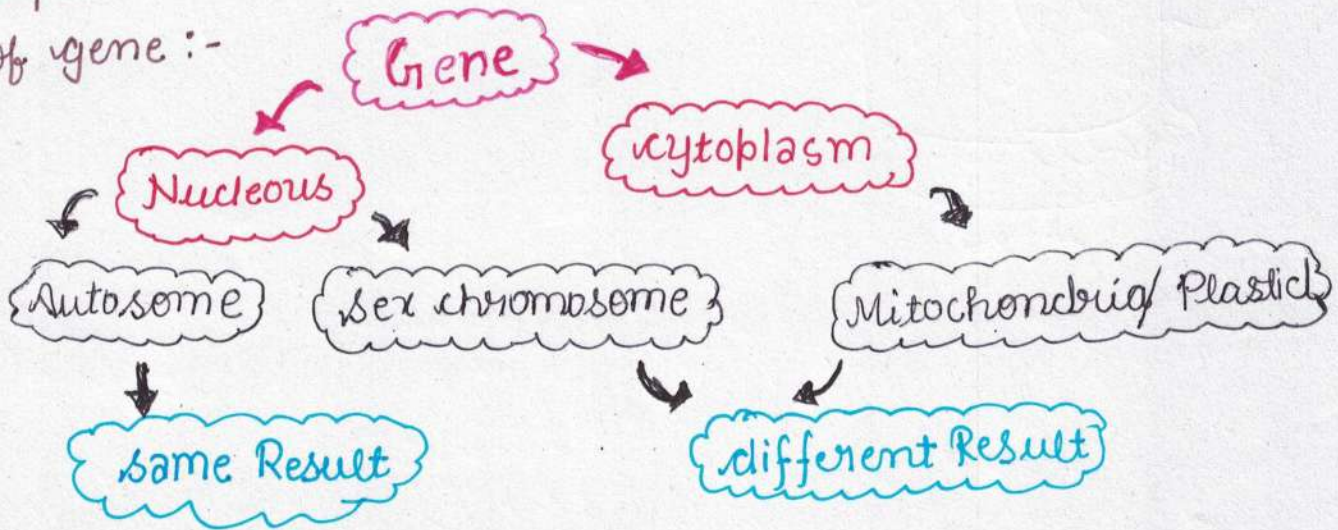 of gene :-
Gene
cytoplasm
Nucleous
Autosome
sex chromosome
Mitochondria/ Plastid
same Result
different Result